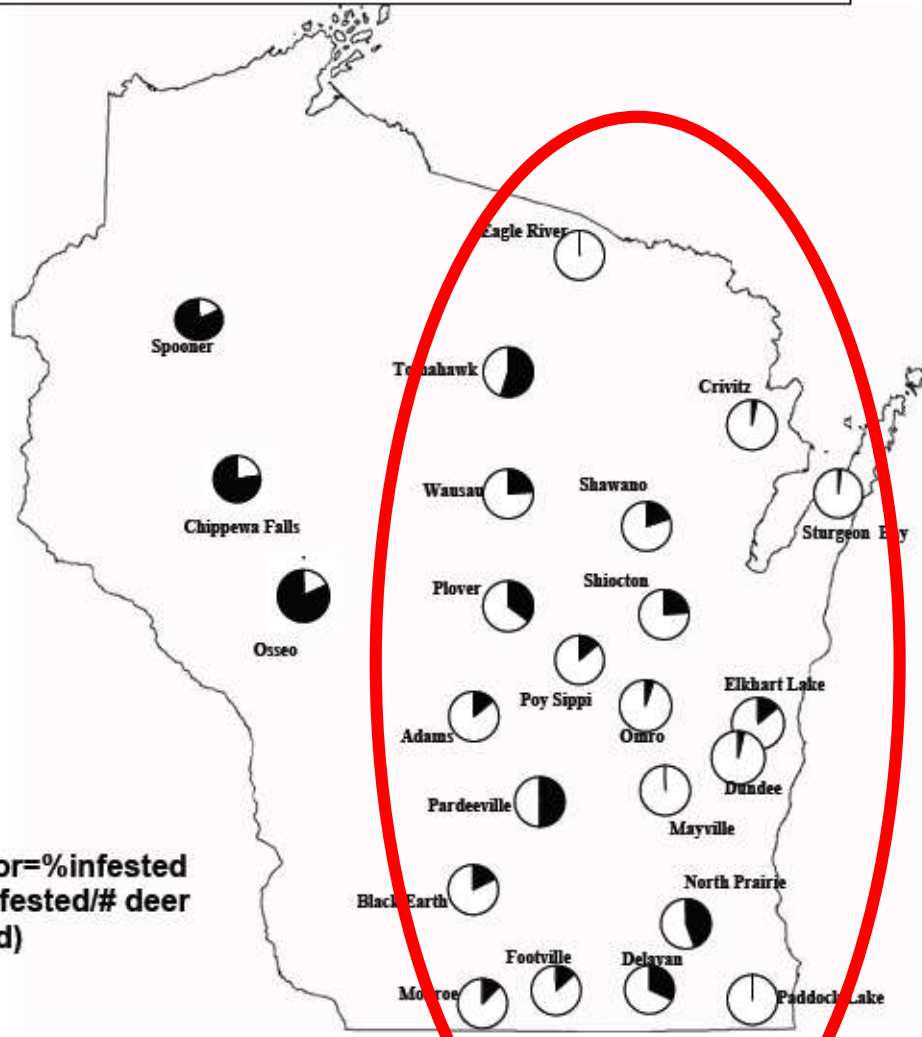 Eagle River
Spooner
Tomahawk
Crivitz
Wausau
Shawano
Chippewa Falls
Sturgeon Bay
Plover
Shiocton
Osseo
Poy Sippi
Elkhart Lake
Adams
Omro
Dundee
Pardeeville
Mayville
or=%infested
fested/# deer
d)
North Prairie
Black Earth
Footville
Delavan
Monroe
Paddock Lake